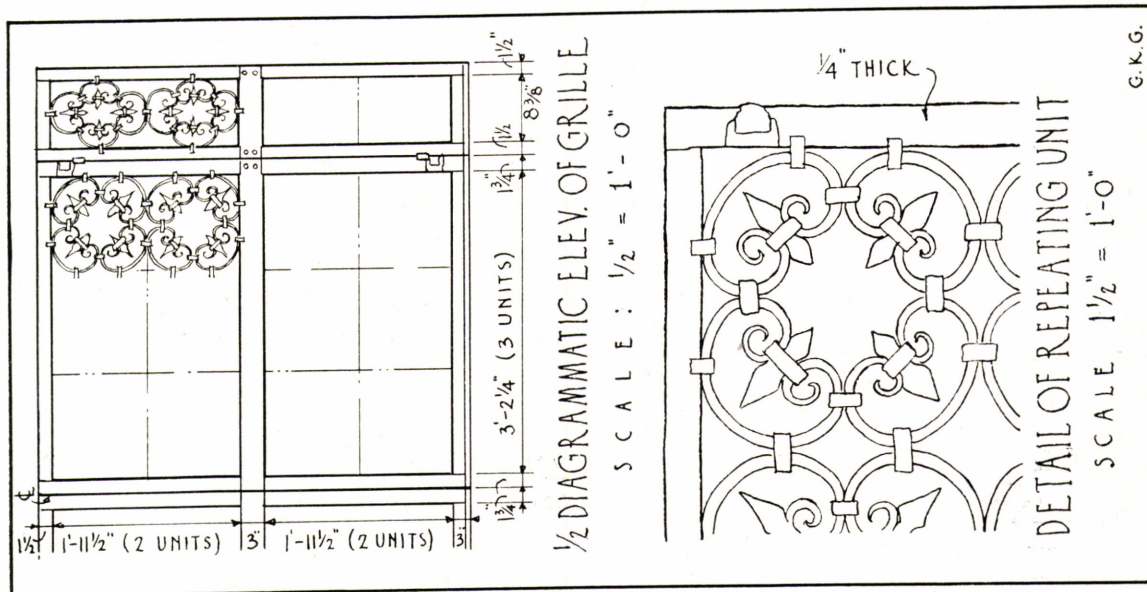 1½"
8⅜"
1½
1¾"
3'-2¼" (3 UNITS)
1¾"
℄
1½"
1'-11½" (2 UNITS)
3"
1'-11½" (2 UNITS)
3"
½ DIAGRAMMATIC ELEV. OF GRILLE
SCALE: ½" = 1'-0"
¼" THICK
DETAIL OF REPEATING UNIT
SCALE 1½" = 1'-0"
G.K.G.